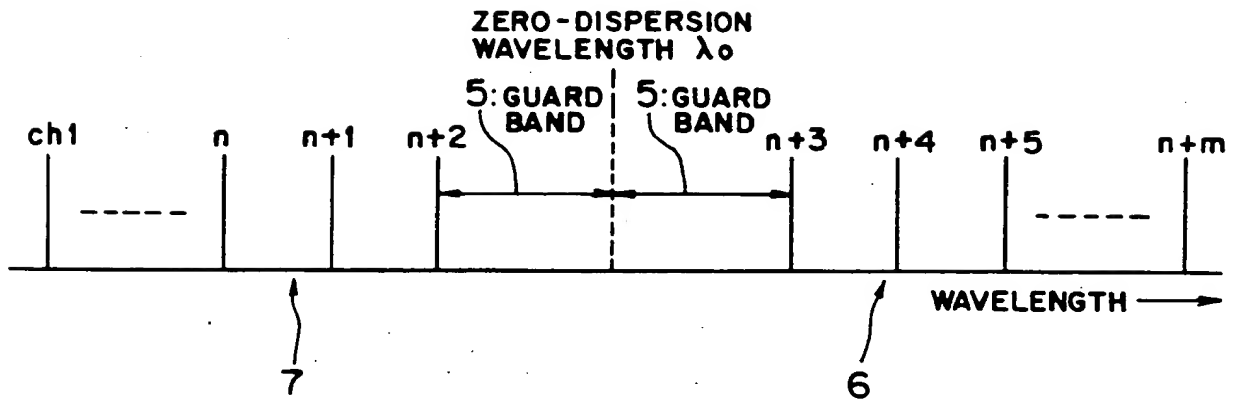 ZERO-DISPERSION
WAVELENGTH λo
5:GUARD BAND
5:GUARD BAND
ch1
n
n+1
n+2
n+3
n+4
n+5
n+m
WAVELENGTH
7
6